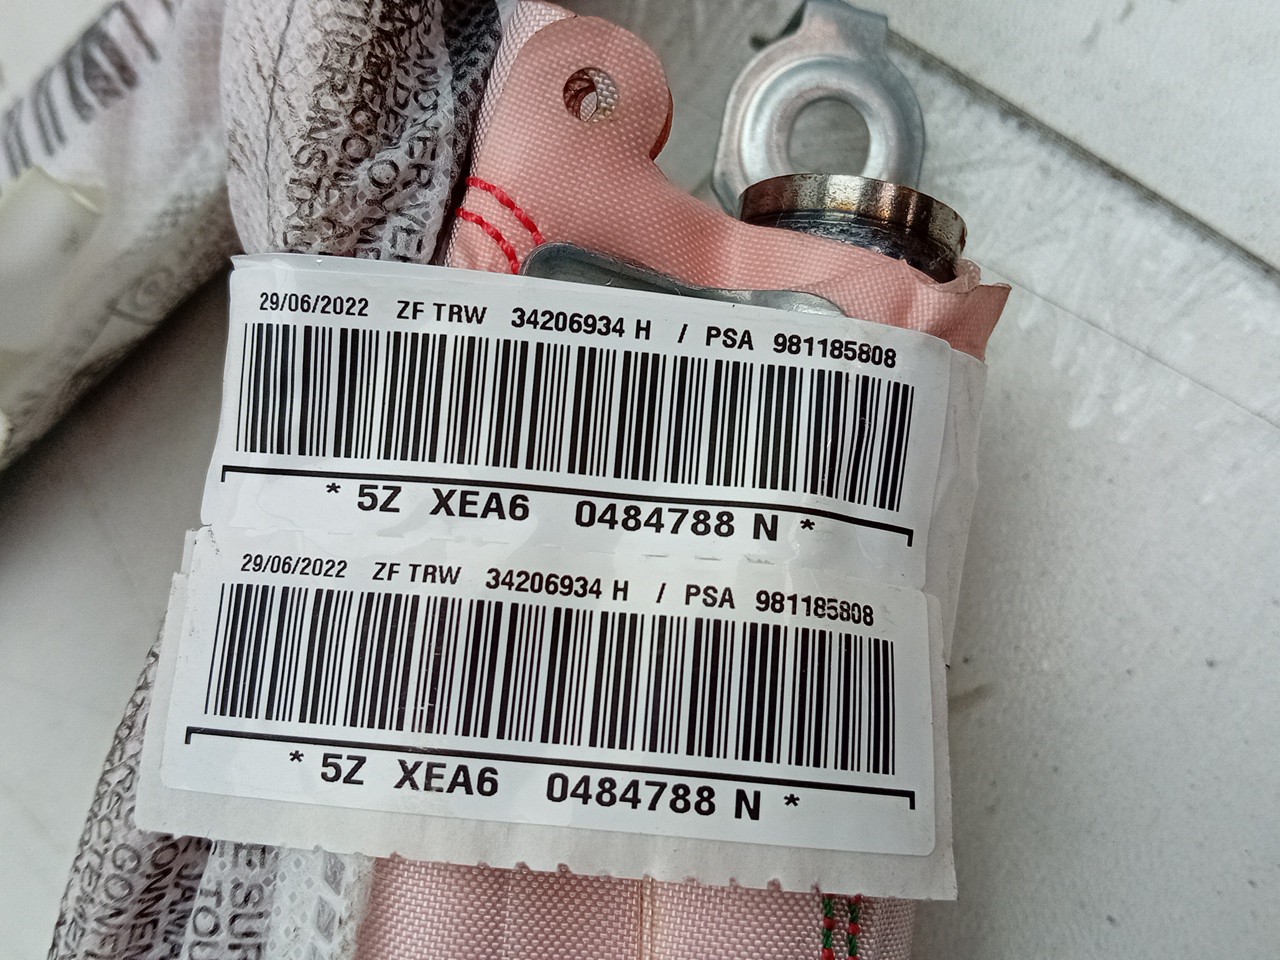 29/06/2022 ZF TRW 34206934 H / PSA 981185808
* 5Z XEA6 0484788 N *
29/06/2022 ZF TRW 34206934 H / PSA 981185808
* 5Z XEA6 0484788 N *